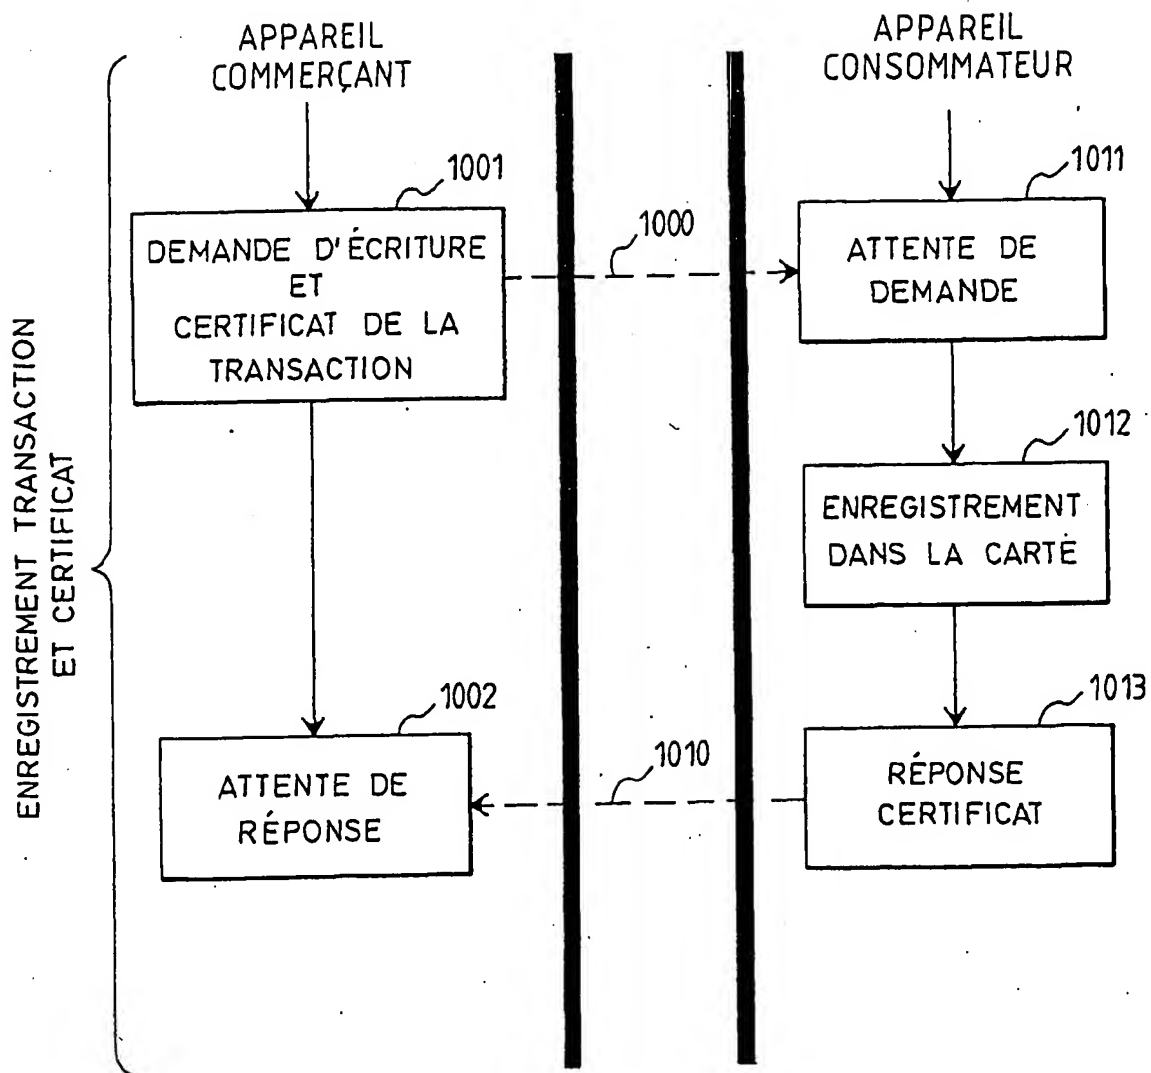 APPAREIL
COMMERÇANT
APPAREIL
CONSOMMATEUR
1001
1011
DEMANDE D'ÉCRITURE
ET
CERTIFICAT DE LA
TRANSACTION
1000
ATTENTE DE
DEMANDE
1012
ENREGISTREMENT
DANS LA CARTE
ENREGISTREMENT TRANSACTION
ET CERTIFICAT
1002
1013
ATTENTE DE
RÉPONSE
1010
RÉPONSE
CERTIFICAT